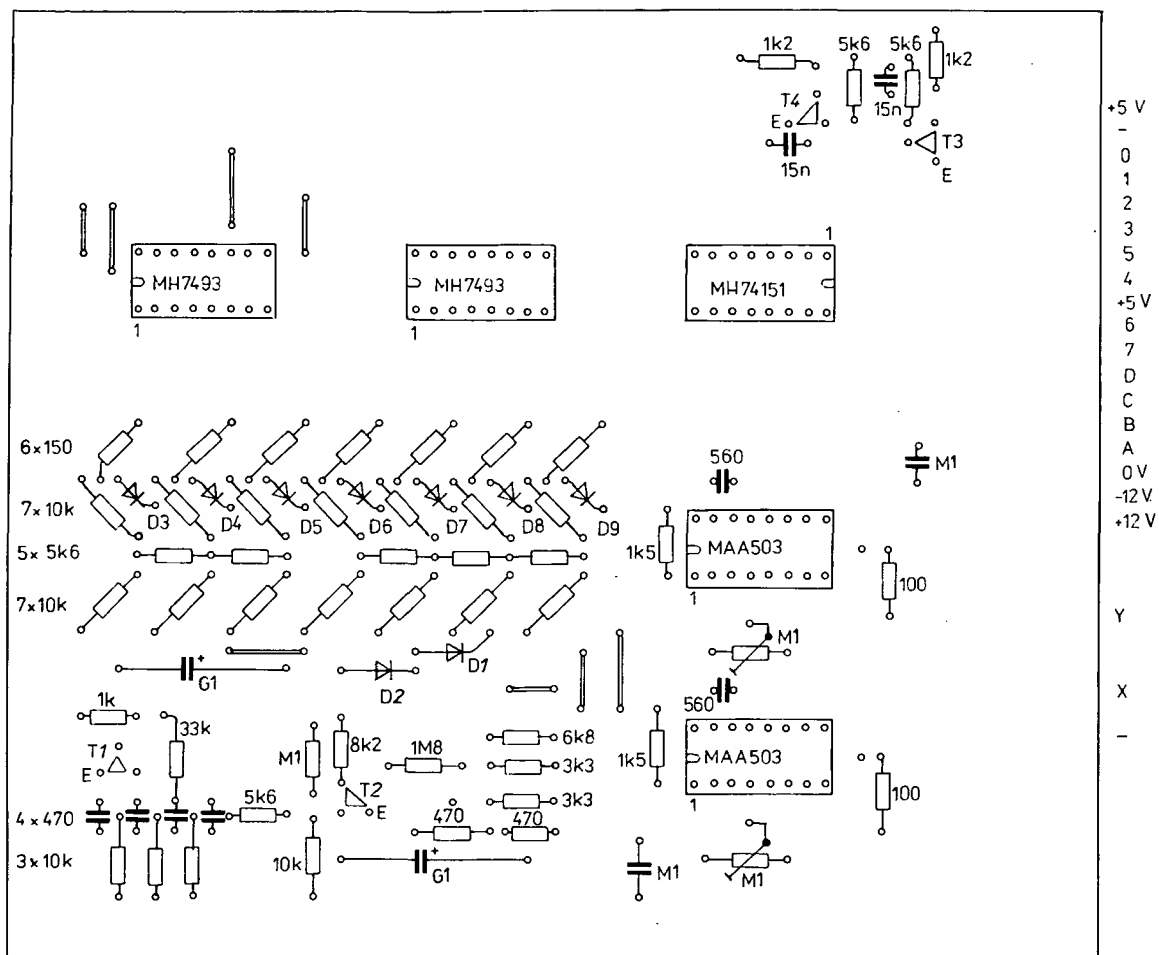 1k2
5k6
5k6
1k2
T4
E
15n
15n
T3
E
+5 V
–
0
1
2
3
5
4
+5 V
6
7
D
C
B
A
0 V
-12 V
+12 V
Y
X
–
MH7493
1
MH7493
1
1
MH74151
6×150
7×10k
D3
D4
D5
D6
D7
D8
D9
5× 5k6
7×10k
560
M1
1k5
MAA503
1
100
M1
+
G1
D2
D1
560
1k
33k
T1
E
M1
8k2
1M8
6k8
3k3
3k3
T2
E
1k5
MAA503
1
100
4×470
5k6
470
470
3×10k
10k
+
G1
M1
M1